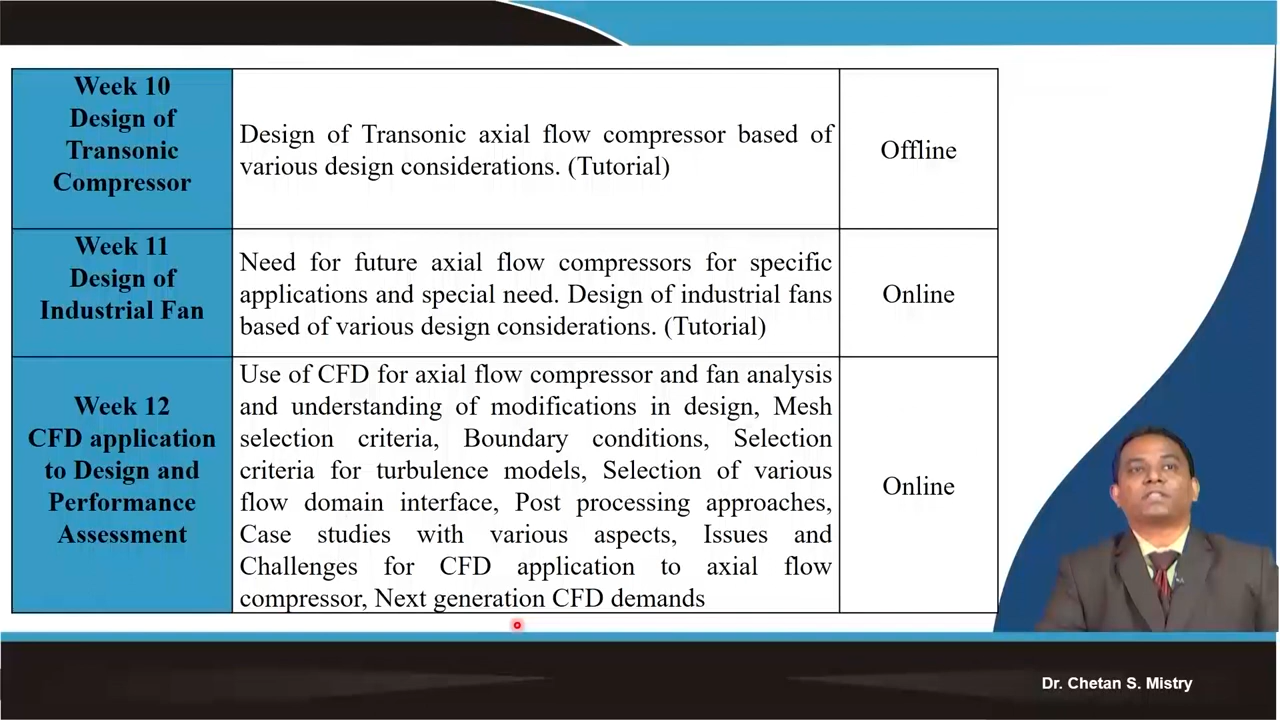 Week 10
Design of
Transonic
Compressor
Design of Transonic axial flow compressor based of
various design considerations. (Tutorial)
Offline
Week 11
Design of
Industrial Fan
Need for future axial flow compressors for specific
applications and special need. Design of industrial fans
based of various design considerations. (Tutorial)
Online
Week 12
CFD application
to Design and
Performance
Assessment
Use of CFD for axial flow compressor and fan analysis
and understanding of modifications in design, Mesh
selection criteria, Boundary conditions, Selection
criteria for turbulence models, Selection of various
flow domain interface, Post processing approaches,
Case studies with various aspects, Issues and
Challenges for CFD application to axial flow
compressor, Next generation CFD demands
Online
Dr. Chetan S. Mistry